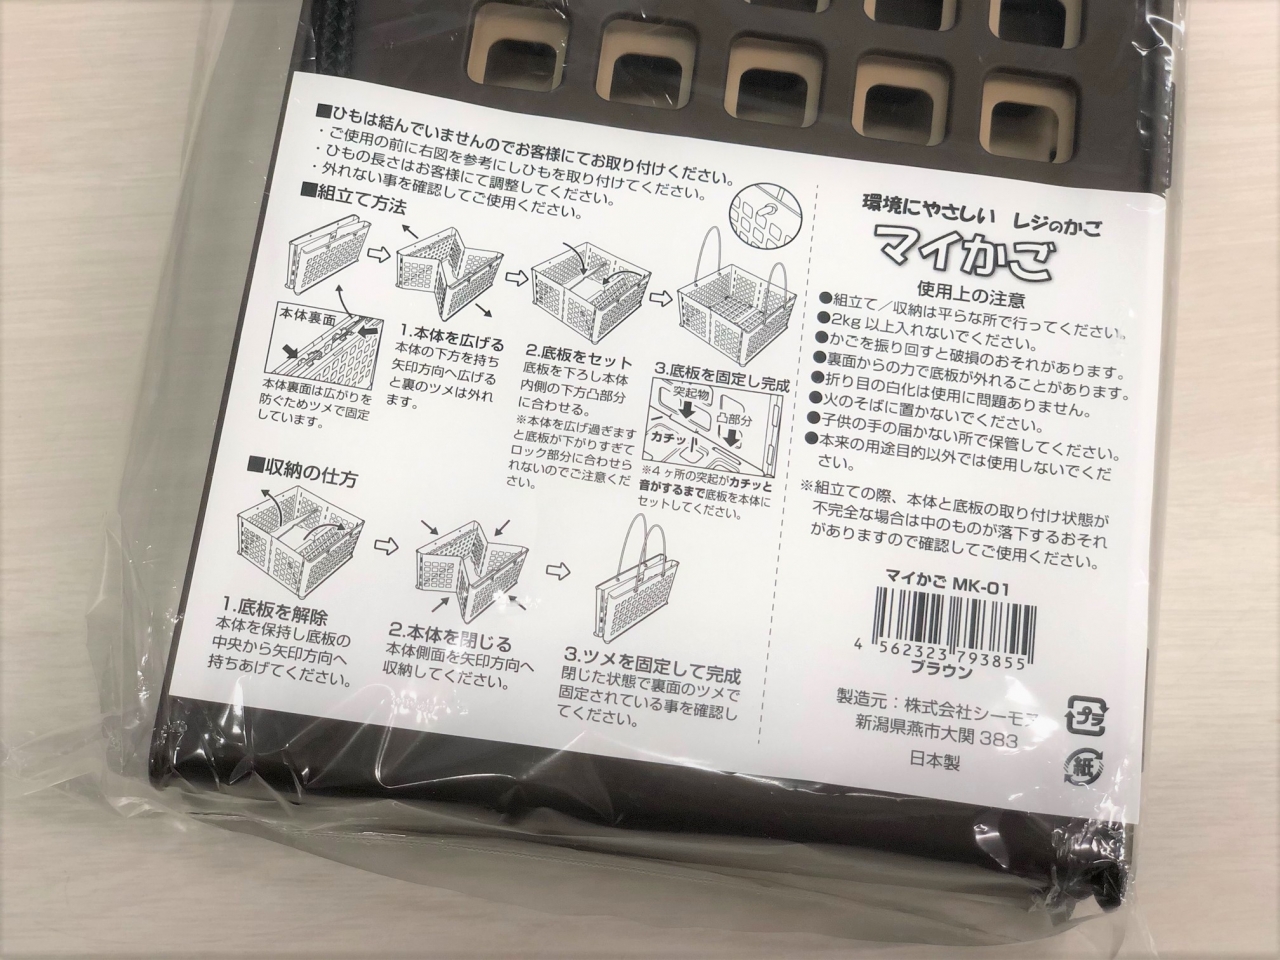 ■ひもは結んでいませんのでお客様にてお取り付けください。
・ご使用の前に右図を参考にしひもを取り付けてください。
・ひもの長さはお客様にて調整してください。
・外れない事を確認してご使用ください。
■組立て方法
本体裏面
本体裏面は広がりを
防ぐためツメで固定
しています。
1.本体を広げる
本体の下方を持ち
矢印方向へ広げる
と裏のツメは外れ
ます。
2.底板をセット
底板を下ろし本体
内側の下方凸部分
に合わせる。
※本体を広げ過ぎます
と底板が下がりすぎて
ロック部分に合わせら
れないのでご注意くだ
さい。
3.底板を固定し完成
突起物
凸部分
カチッ!
※4ヶ所の突起がカチッと
音がするまで底板を本体に
セットしてください。
■収納の仕方
1.底板を解除
本体を保持し底板の
中央から矢印方向へ
持ちあげてください。
2.本体を閉じる
本体側面を矢印方向へ
収納してください。
3.ツメを固定して完成
閉じた状態で裏面のツメで
固定されている事を確認し
てください。
環境にやさしい レジのかご
マイかご
使用上の注意
●組立て/収納は平らな所で行ってください。
●2kg以上入れないでください。
●かごを振り回すと破損のおそれがあります。
●裏面からの力で底板が外れることがあります。
●折り目の白化は使用に問題ありません。
●火のそばに置かないでください。
●子供の手の届かない所で保管してください。
●本来の用途目的以外では使用しないでくだ
さい。
※組立ての際、本体と底板の取り付け状態が
不完全な場合は中のものが落下するおそれ
がありますので確認してご使用ください。
マイかご MK-01
4 562323 793855
ブラウン
製造元：株式会社シーモス
新潟県燕市大関 383
日本製
プラ
紙